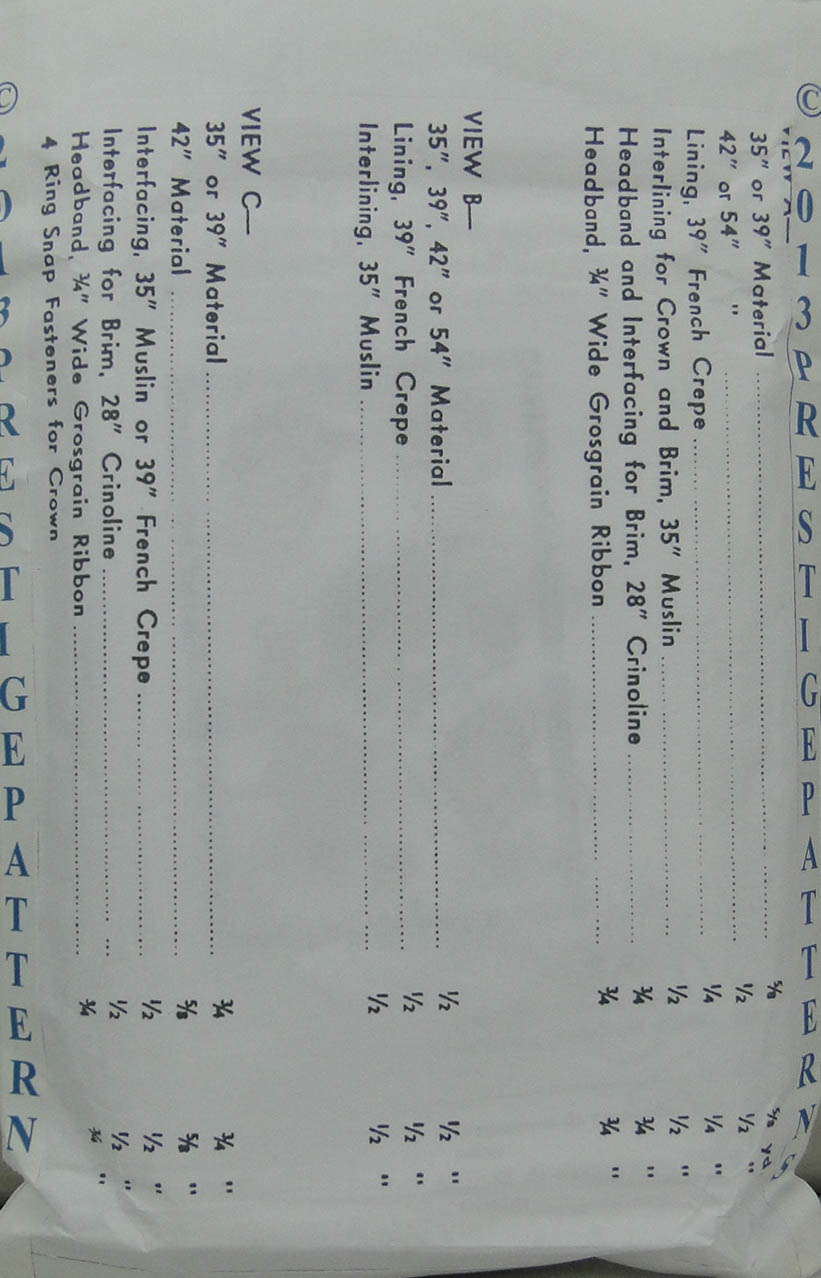 © 2013 PRESTIGE PATTERNS
VIEW A—
35" or 39" Material 5/8 5/8 yd
42" or 54" " 1/2 1/2 "
Lining, 39" French Crepe 1/4 1/4 "
Interlining for Crown and Brim, 35" Muslin 1/2 1/2 "
Headband and Interfacing for Brim, 28" Crinoline 3/4 3/4 "
Headband, 3/4" Wide Grosgrain Ribbon 3/4 3/4 "
VIEW B—
35", 39", 42" or 54" Material 1/2 1/2 "
Lining, 39" French Crepe 1/2 1/2 "
Interlining, 35" Muslin 1/2 1/2 "
VIEW C—
35" or 39" Material 3/4 3/4 "
42" Material 5/8 5/8 "
Interfacing, 35" Muslin or 39" French Crepe 1/2 1/2 "
Interfacing for Brim, 28" Crinoline 1/2 1/2 "
Headband, 3/4" Wide Grosgrain Ribbon 3/4 3/4 "
4 Ring Snap Fasteners for Crown
© 2013 PRESTIGE PATTERN